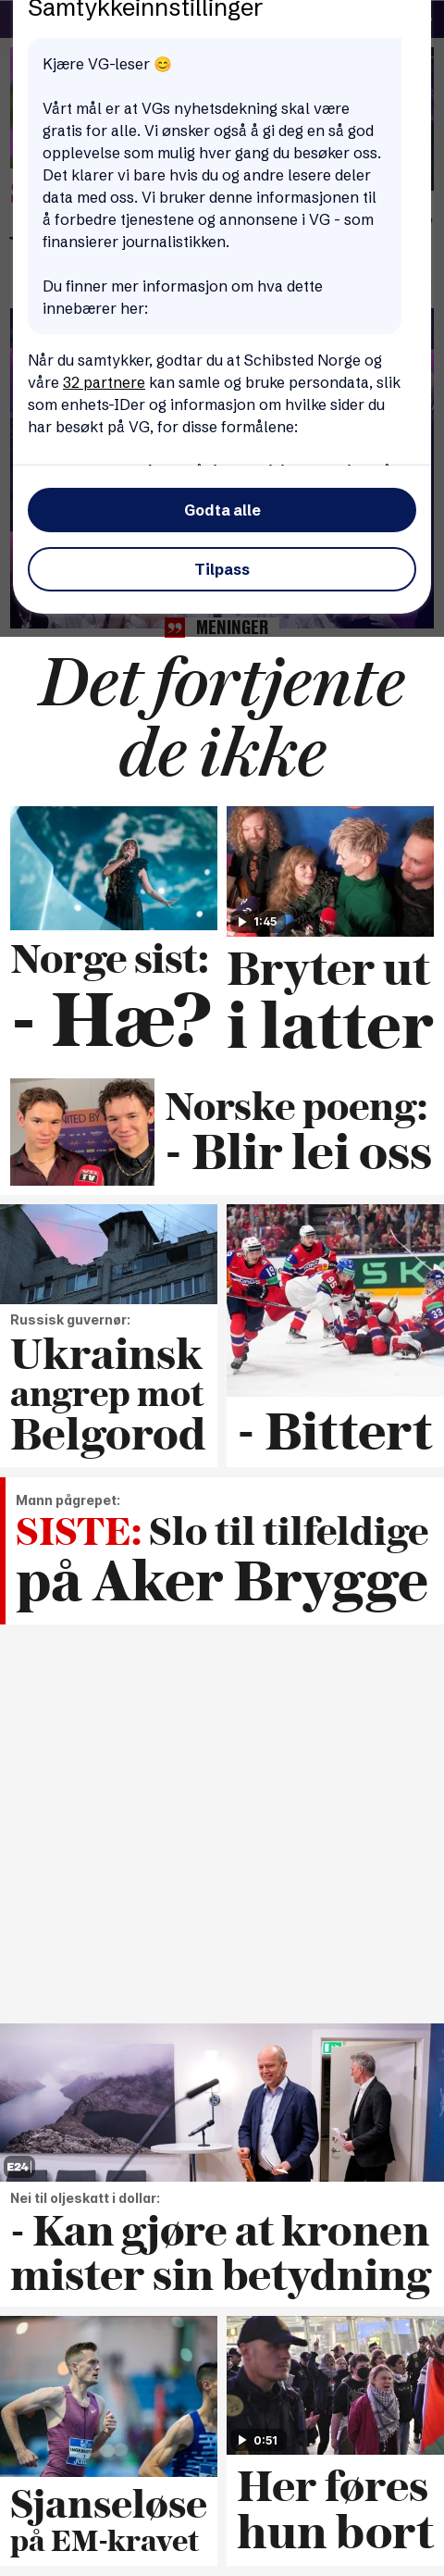 Samtykkeinnstillinger
Kjære VG-leser 😊
Vårt mål er at VGs nyhetsdekning skal være
gratis for alle. Vi ønsker også å gi deg en så god
opplevelse som mulig hver gang du besøker oss.
Det klarer vi bare hvis du og andre lesere deler
data med oss. Vi bruker denne informasjonen til
å forbedre tjenestene og annonsene i VG - som
finansierer journalistikken.
Du finner mer informasjon om hva dette
innebærer her:
Når du samtykker, godtar du at Schibsted Norge og
våre 32 partnere kan samle og bruke persondata, slik
som enhets-IDer og informasjon om hvilke sider du
har besøkt på VG, for disse formålene:
Godta alle
Tilpass
MENINGER
Det fortjente
de ikke
1:45
Norge sist:
- Hæ?
Bryter ut
i latter
Norske poeng:
- Blir lei oss
Russisk guvernør:
Ukrainsk
angrep mot
Belgorod
- Bittert
Mann pågrepet:
SISTE: Slo til tilfeldige
på Aker Brygge
E24
Nei til oljeskatt i dollar:
- Kan gjøre at kronen
mister sin betydning
0:51
Sjanseløse
på EM-kravet
Her føres
hun bort